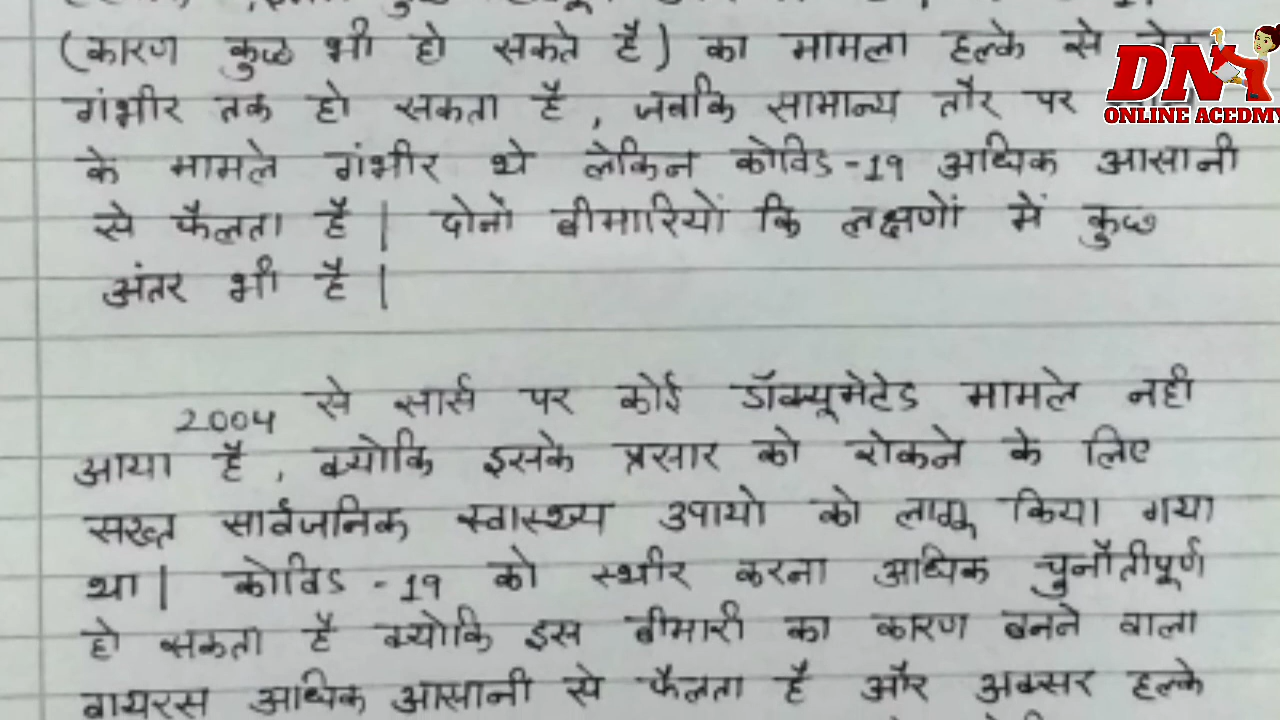 (कारण कुछ भी हो सकते है) का मामला हल्के से
गंभीर तक हो सकता है, जबकि सामान्य तौर पर
के मामले गंभीर थे लेकिन कोविड-19 अधिक आसानी
से फैलता है | दोनों बीमारियों कि लक्षणों में कुछ
अंतर भी है |
2004 से सार्स पर कोई डॉक्यूमेटेड मामले नही
आया है, क्योकि इसके प्रसार को रोकने के लिए
सख्त सार्वजनिक स्वास्थ्य उपायो को लागू किया गया
था | कोविड -19 को स्थीर करना अधिक चुनौतीपूर्ण
हो सकता है क्योकि इस बीमारी का कारण बनने वाला
वायरस अधिक आसानी से फैलता है और अक्सर हल्के
DN
ONLINE ACEDMY